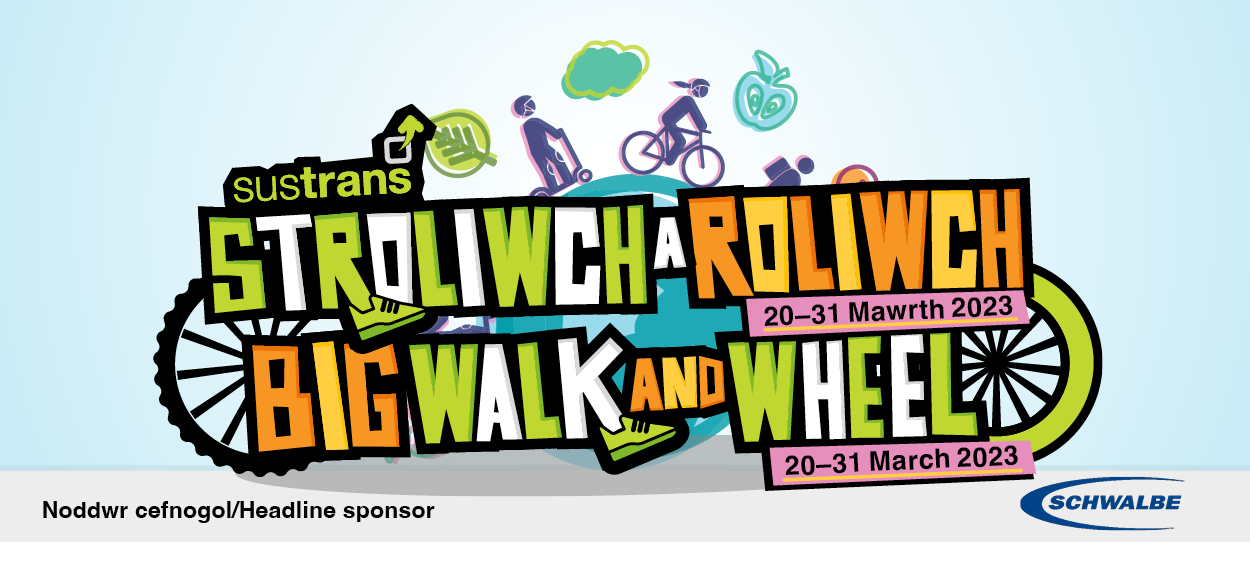 sustrans
STROLIWCH A ROLIWCH
20–31 Mawrth 2023
BIG WALK AND WHEEL
20–31 March 2023
Noddwr cefnogol/Headline sponsor
SCHWALBE